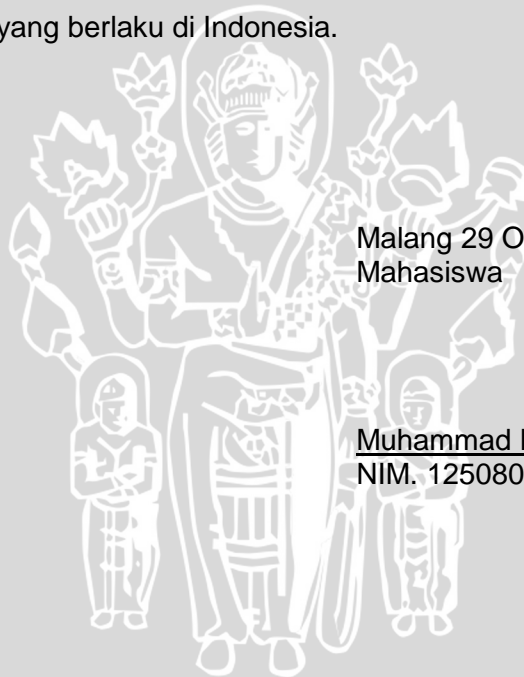 yang berlaku di Indonesia.
Malang 29 O
Mahasiswa
Muhammad
NIM. 125080